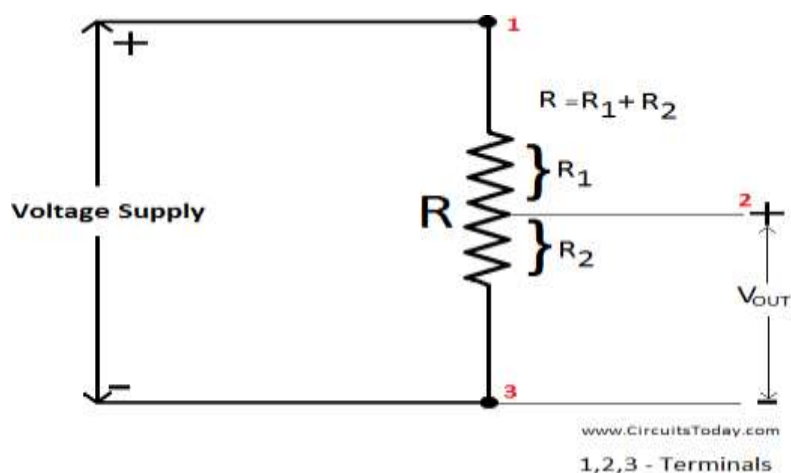 +
1
R = R1 + R2
} R1
Voltage Supply
R
2
+
} R2
VOUT
-
3
-
www.CircuitsToday.com
1,2,3 - Terminals